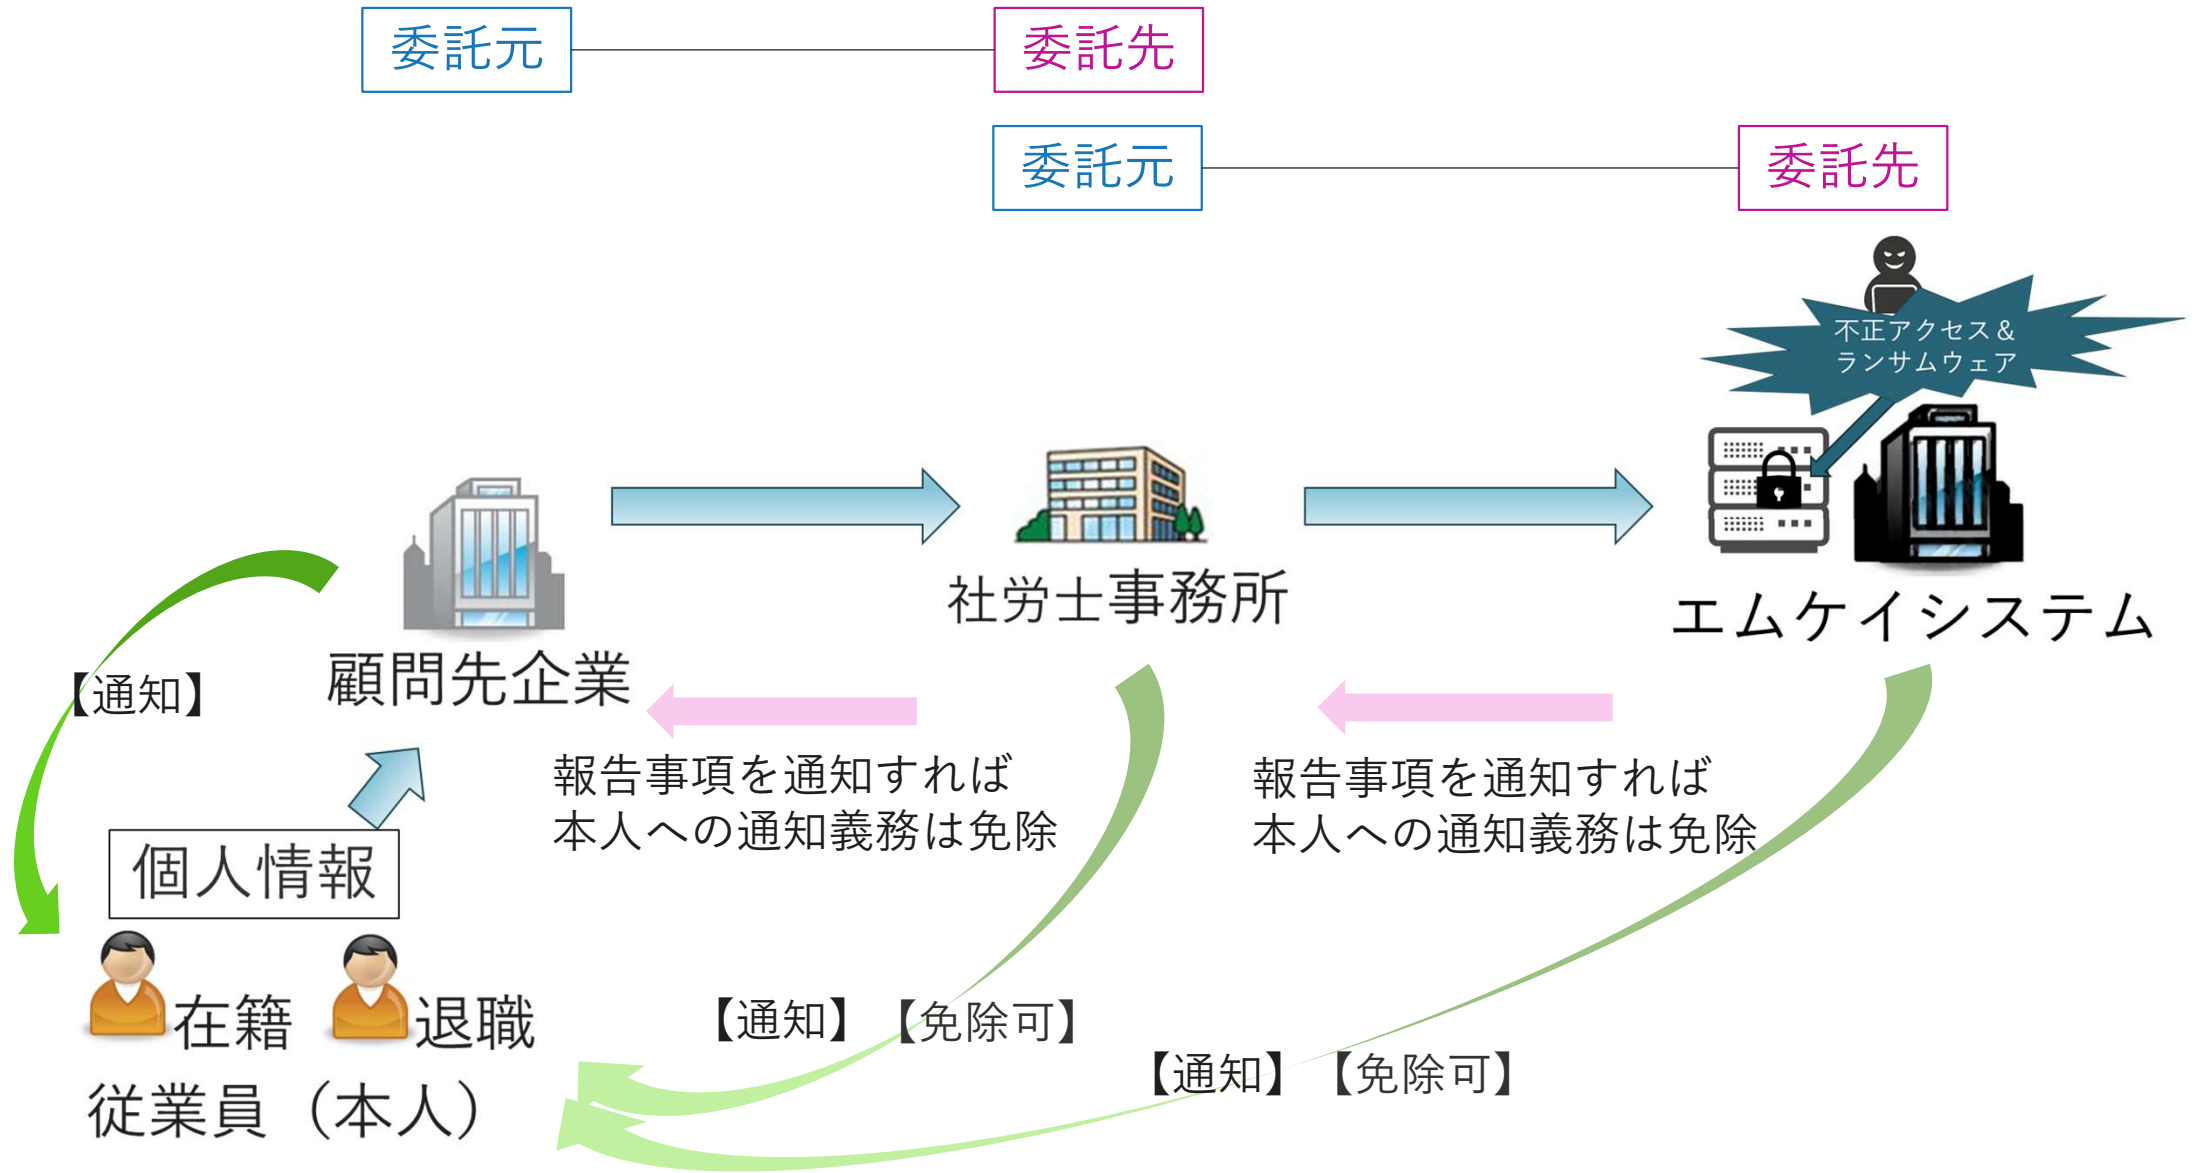 委託元
委託先
委託元
委託先
不正アクセス＆
ランサムウェア
社労士事務所
エムケイシステム
顧問先企業
【通知】
報告事項を通知すれば
本人への通知義務は免除
報告事項を通知すれば
本人への通知義務は免除
個人情報
在籍
退職
【通知】【免除可】
【通知】【免除可】
従業員（本人）